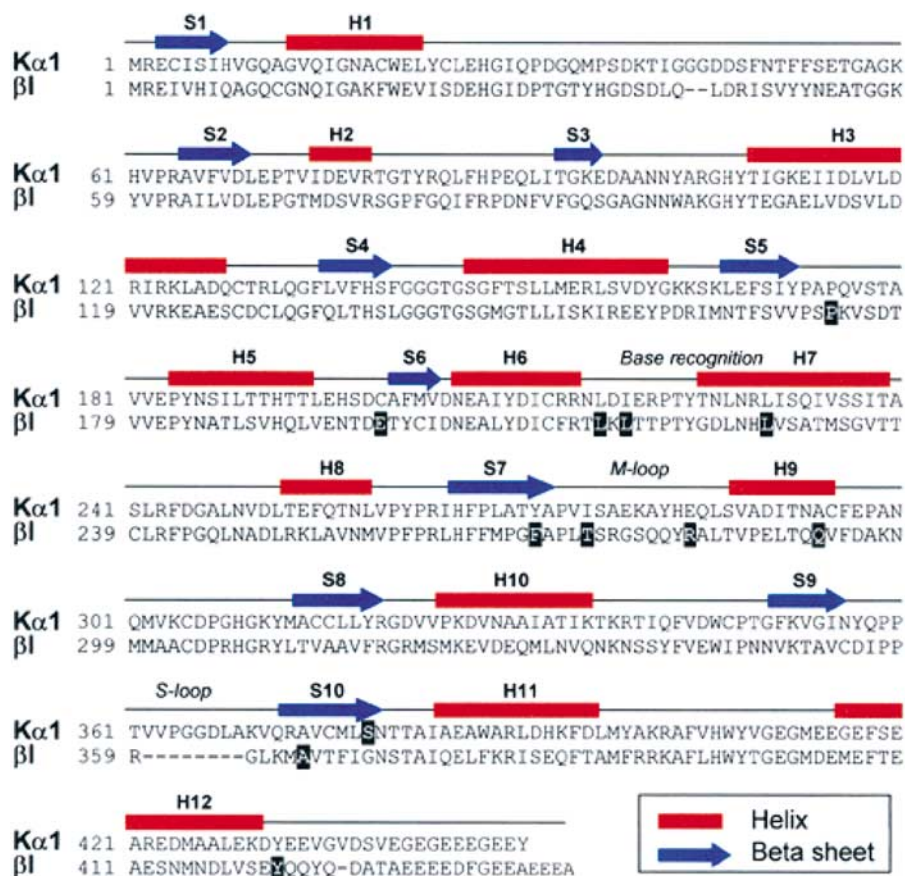 S1 H1
Kα1 1 MRECISIHVGQAGVQIGNACWELYCLEHGIQPDGQMPSDKTIGGGDDSFNTFFSETGAGK
βI 1 MREIVHIQAGQCGNQIGAKFWEVISDEHGIDPTGTYHGDSDLQ--LDRISVYYNEATGGK
S2 H2 S3 H3
Kα1 61 HVPRAVFVDLEPTVIDEVRTGTYRQLFHPEQLITGKEDAANNYARGHYTIGKEIIDLVLD
βI 59 YVPRAILVDLEPGTMDSVRSGPFGQIFRPDNFVFGQSGAGNNWAKGHYTEGAELVDSVLD
S4 H4 S5
Kα1 121 RIRKLADQCTRLQGFLVFHSFGGGTGSGFTSLLMERLSVDYGKKSKLEFSIYPAPQVSTA
βI 119 VVRKEAESCDCLQGFQLTHSLGGGTGSGMGTLLISKIREEYPDRIMNTFSVVPSPKVSDT
H5 S6 H6 Base recognition H7
Kα1 181 VVEPYNSILTTHTTLEHSDCAFMVDNEAIYDICRRNLDIERPTYTNLNRLISQIVSSITA
βI 179 VVEPYNATLSVHQLVENTDETYCIDNEALYDICFRTLKLTTPTYGDLNHLVSATMSGVTT
H8 S7 M-loop H9
Kα1 241 SLRFDGALNVDLTEFQTNLVPYPRIHFPLATYAPVISAEKAYHEQLSVADITNACFEPAN
βI 239 CLRFPGQLNADLRKLAVNMVPFPRLHFFMPGFAPLTSRGSQQYRALTVPELTQQVFDAKN
S8 H10 S9
Kα1 301 QMVKCDPGHGKYMACCLLYRGDVVPKDVNAAIATIKTKRTIQFVDWCPTGFKVGINYQPP
βI 299 MMAACDPRHGRYLTVAAVFRGRMSMKEVDEQMLNVQNKNSSYFVEWIPNNVKTAVCDIPP
S-loop S10 H11
Kα1 361 TVVPGGDLAKVQRAVCMLSNTTAIAEAWARLDHKFDLMYAKRAFVHWYVGEGMEEGEFSE
βI 359 R---------GLKMAVTFIGNSTAIQELFKRISEQFTAMFRRKAFLHWYTGEGMDEMEFTE
H12
Kα1 421 AREDMAALEKDYEEVGVDSVEGEGEEEGEEY
βI 411 AESNMNDLVSEYQQYQ-DATAEEEEDFGEEAEEEA
Helix
Beta sheet